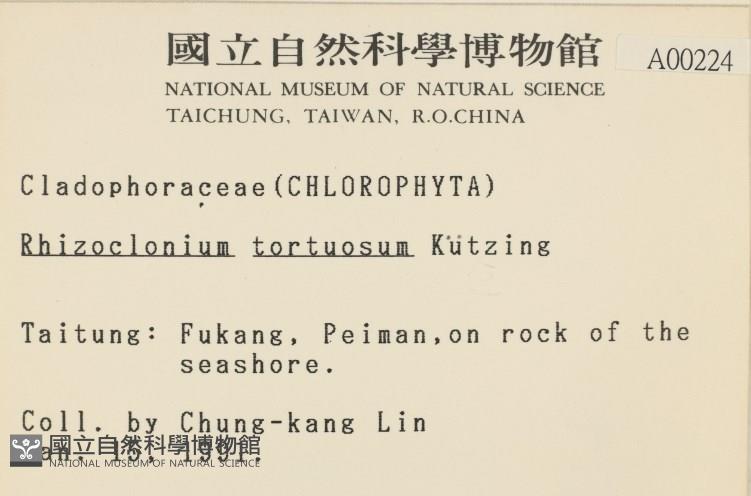 國立自然科學博物館
A00224
NATIONAL MUSEUM OF NATURAL SCIENCE
TAICHUNG, TAIWAN, R.O.CHINA
Cladophoraceae(CHLOROPHYTA)
Rhizoclonium tortuosum Kützing
Taitung: Fukang, Peiman,on rock of the
seashore.
Coll. by Chung-kang Lin
15, 1991.
國立自然科學博物館
NATIONAL MUSEUM OF NATURAL SCIENCE